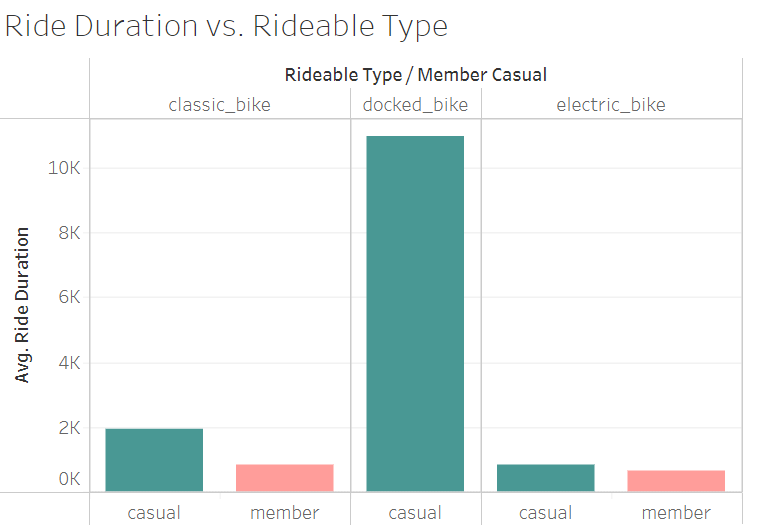 Ride Duration vs. Rideable Type
Rideable Type / Member Casual
classic_bike docked_bike electric_bike
Avg. Ride Duration
10K
8K
6K
4K
2K
0K
casual member casual casual member